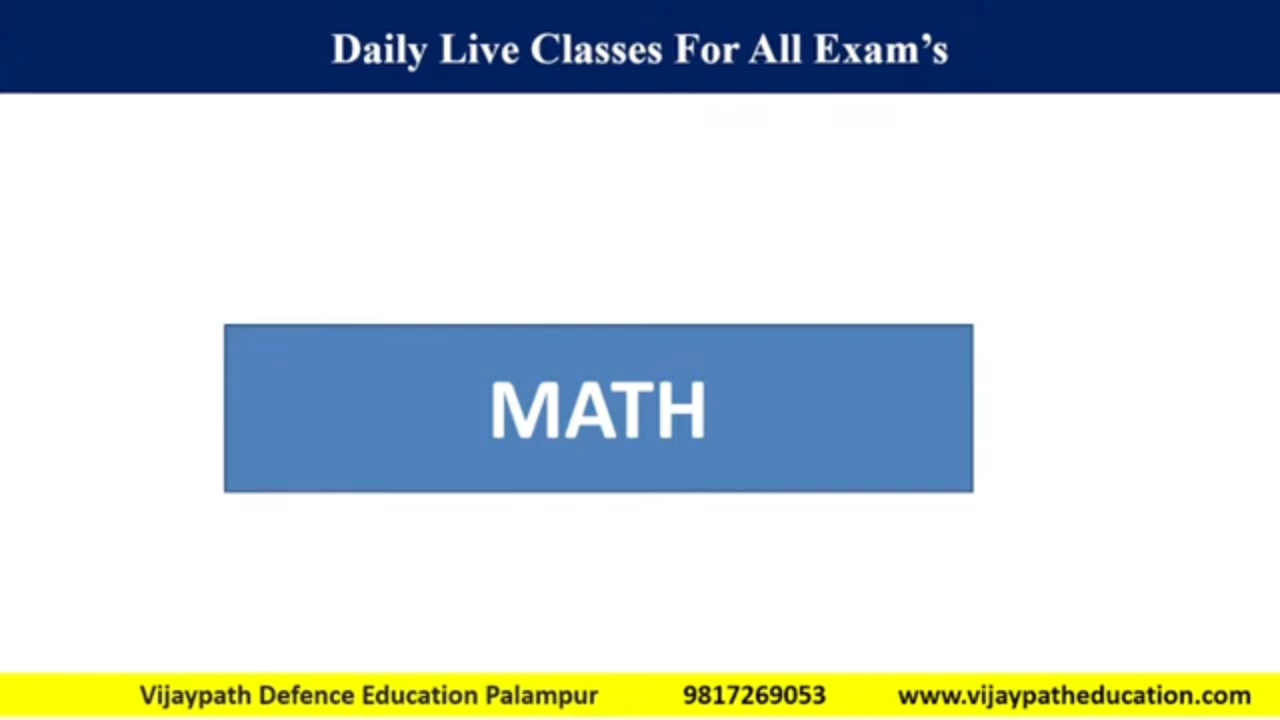 Daily Live Classes For All Exam’s
MATH
Vijaypath Defence Education Palampur 9817269053 www.vijaypatheducation.com